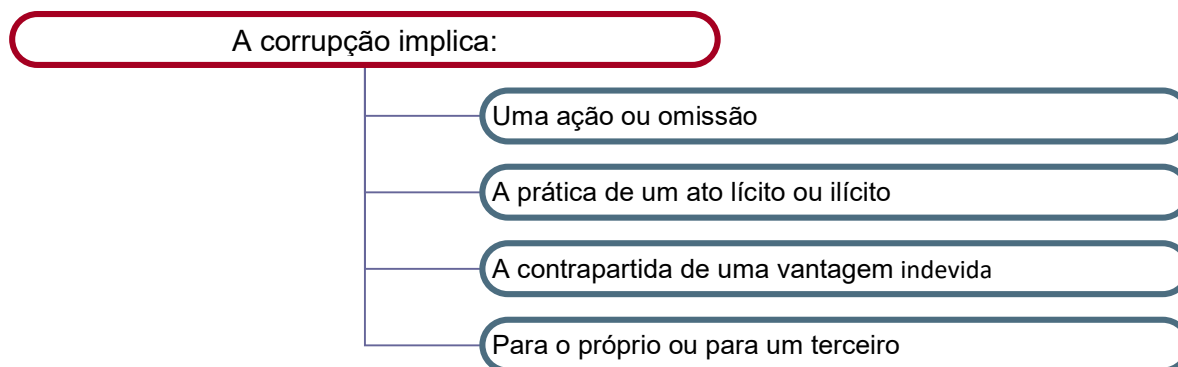 A corrupção implica:
Uma ação ou omissão
A prática de um ato lícito ou ilícito
A contrapartida de uma vantagem indevida
Para o próprio ou para um terceiro